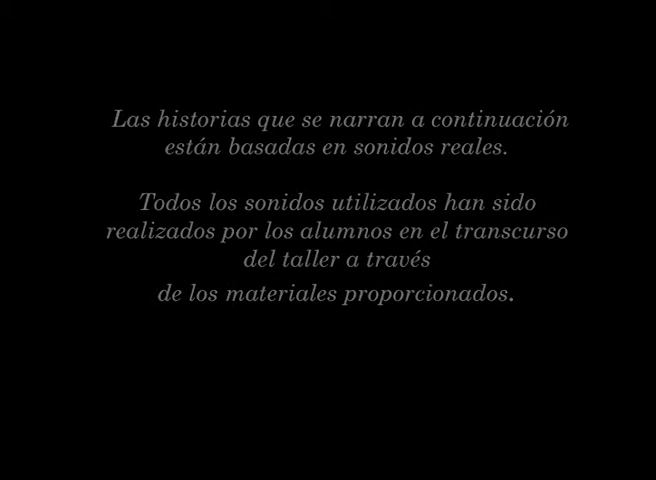 Las historias que se narran a continuación
están basadas en sonidos reales.
Todos los sonidos utilizados han sido
realizados por los alumnos en el transcurso
del taller a través
de los materiales proporcionados.